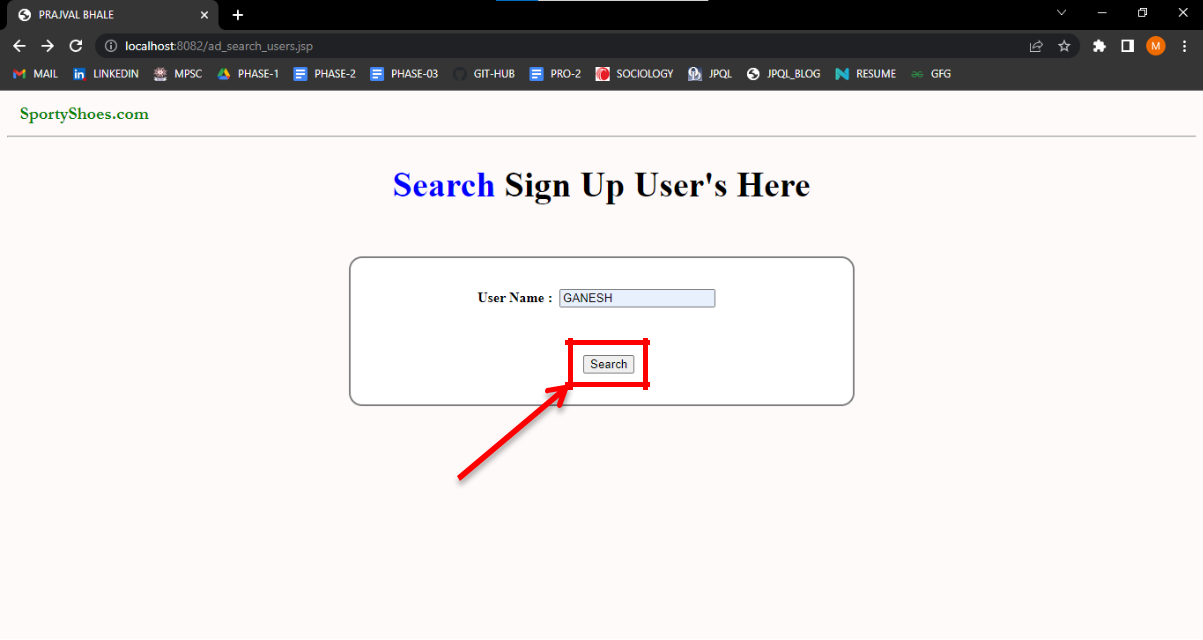 PRAJVAL BHALE
localhost:8082/ad_search_users.jsp
M
MAIL LINKEDIN MPSC PHASE-1 PHASE-2 PHASE-03 GIT-HUB PRO-2 SOCIOLOGY JPQL JPQL_BLOG RESUME GFG
SportyShoes.com
Search Sign Up User's Here
User Name : GANESH
Search